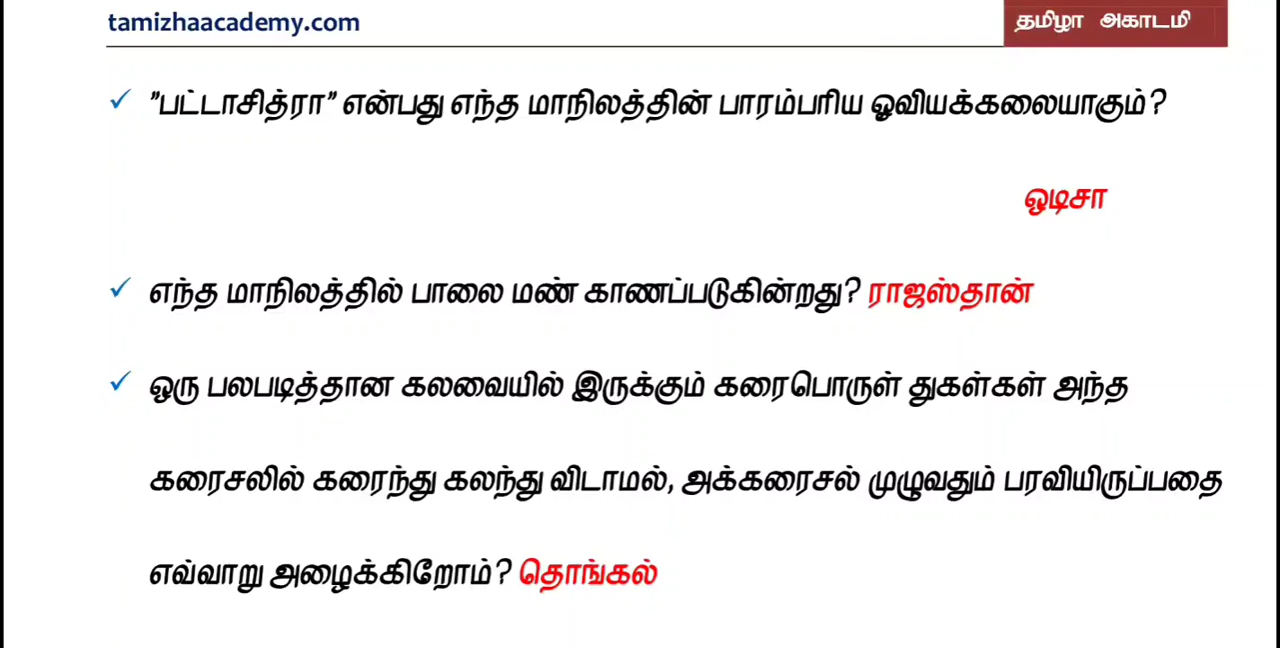 tamizhaacademy.com தமிழா அகாடமி
"பட்டாசித்ரா" என்பது எந்த மாநிலத்தின் பாரம்பரிய ஓவியக்கலையாகும்?
ஒடிசா
எந்த மாநிலத்தில் பாலை மண் காணப்படுகின்றது? ராஜஸ்தான்
ஒரு பலபடித்தான கலவையில் இருக்கும் கரைபொருள் துகள்கள் அந்த
கரைசலில் கரைந்து கலந்து விடாமல், அக்கரைசல் முழுவதும் பரவியிருப்பதை
எவ்வாறு அழைக்கிறோம்? தொங்கல்